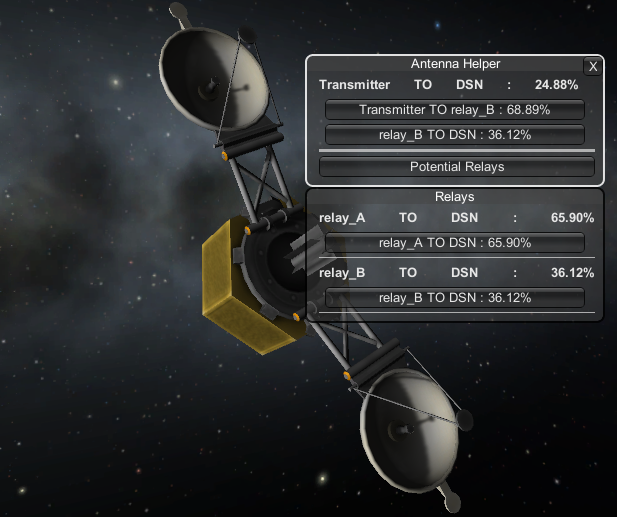 Antenna Helper
X
Transmitter TO DSN : 24.88%
Transmitter TO relay_B : 68.89%
relay_B TO DSN : 36.12%
Potential Relays
Relays
relay_A TO DSN : 65.90%
relay_A TO DSN : 65.90%
relay_B TO DSN : 36.12%
relay_B TO DSN : 36.12%